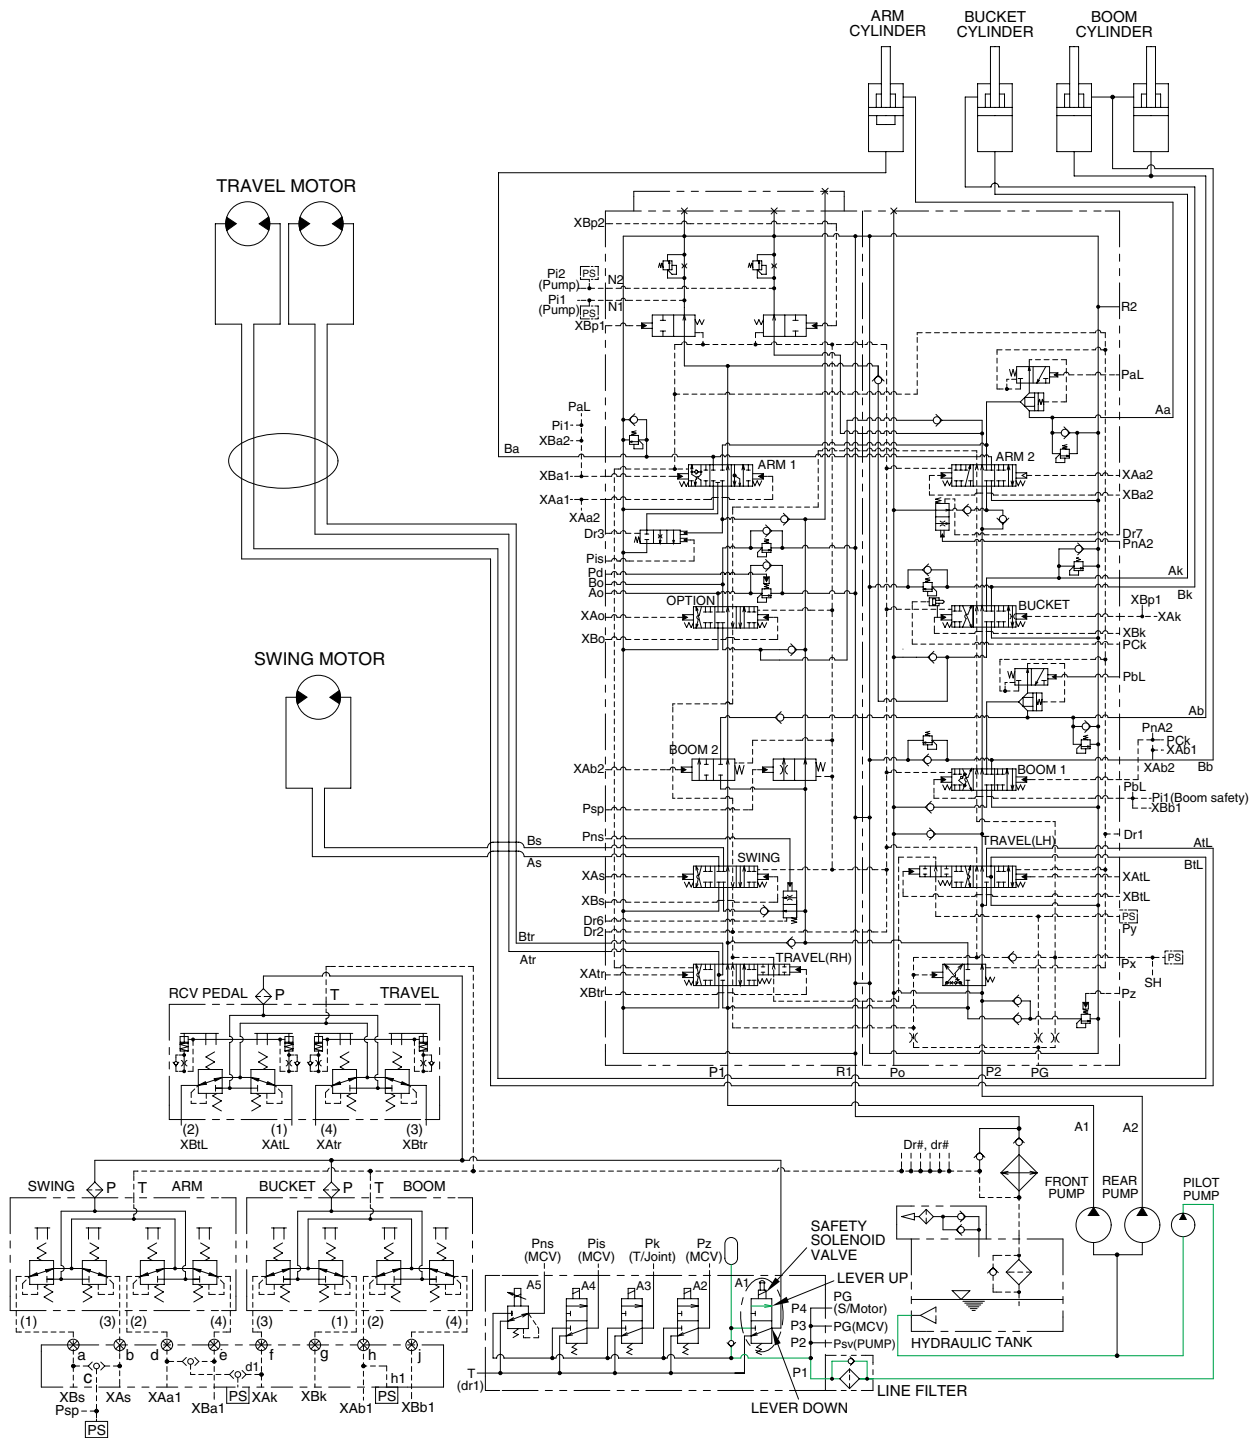 ARM
CYLINDER
BUCKET
CYLINDER
BOOM
CYLINDER
TRAVEL MOTOR
XBp2
Pi2
(Pump)
PS
N2
Pi1
(Pump)
PS
N1
XBp1
R2
PaL
Aa
PaL
Pi1
XBa2
Ba
XBa1
XAa1
XAa2
ARM 1
ARM 2
XAa2
XBa2
Dr3
Dr7
PnA2
Pis
Pd
Bo
Ao
Ak
Bk
OPTION
BUCKET
XBp1
XAo
XAk
XBo
XBk
PCk
SWING MOTOR
PbL
Ab
PnA2
PCk
XAb1
XAb2
Bb
BOOM 2
BOOM 1
XAb2
PbL
Pi1(Boom safety)
XBb1
Psp
Pns
Dr1
Bs
As
SWING
TRAVEL(LH)
AtL
BtL
XAs
XAtL
XBs
XBtL
Dr6
Dr2
PS
Py
Btr
Atr
TRAVEL(RH)
Px
PS
SH
XAtr
XBtr
Pz
RCV PEDAL
P
T
TRAVEL
P1
R1
Po
P2
PG
(2)
XBtL
(1)
XAtL
(4)
XAtr
(3)
XBtr
A1
A2
Dr#, dr#
FRONT
PUMP
REAR
PUMP
PILOT
PUMP
SWING
P
T
ARM
BUCKET
P
T
BOOM
SAFETY
SOLENOID
VALVE
LEVER UP
Pns
(MCV)
Pis
(MCV)
Pk
(T/Joint)
Pz
(MCV)
A5
A4
A3
A2
A1
PG
(S/Motor)
P4
P3
PG(MCV)
P2
Psv(PUMP)
P1
HYDRAULIC TANK
LINE FILTER
LEVER DOWN
T
(dr1)
(1)
(3)
(2)
(4)
(3)
(1)
(2)
(4)
a
b
d
e
f
g
h
j
c
d1
h1
XBs
XAs
XAa1
XBa1
PS
XAk
XBk
XAb1
PS
XBb1
Psp
PS